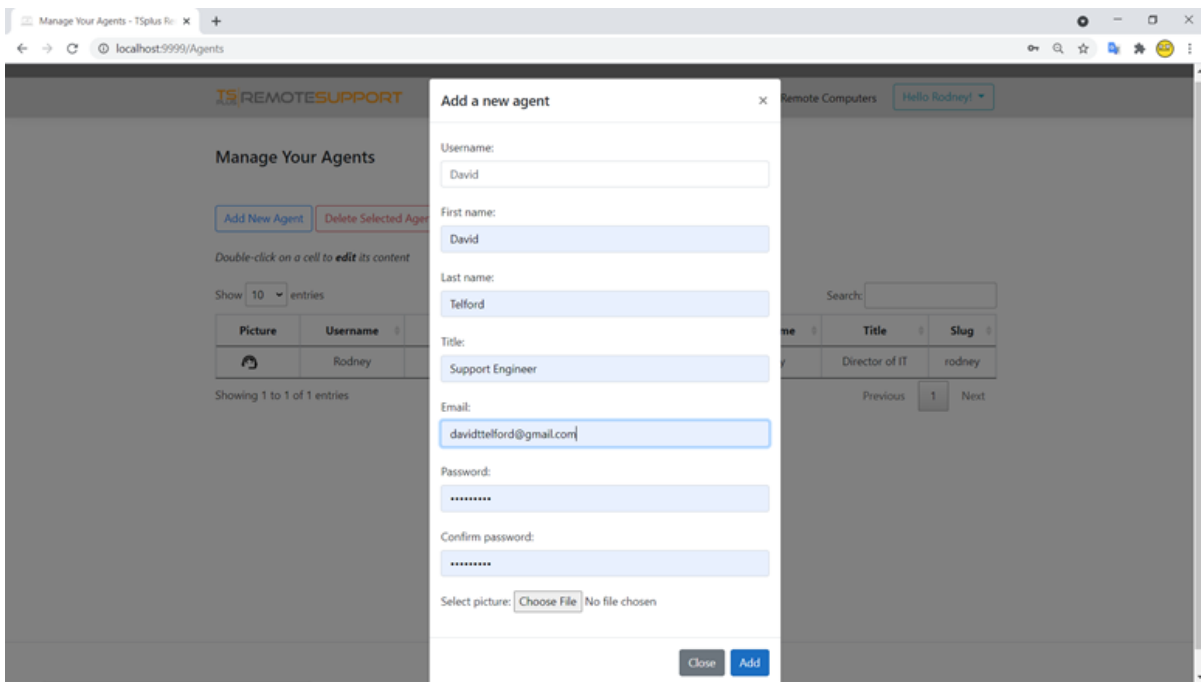 Manage Your Agents - TSplus Re
localhost:9999/Agents
TS REMOTESUPPORT
Remote Computers
Hello Rodney!
Manage Your Agents
Add New Agent
Delete Selected Agen
Double-click on a cell to edit its content
Show 10 entries
Search:
Picture Username me Title Slug
Rodney y Director of IT rodney
Showing 1 to 1 of 1 entries
Previous 1 Next
Add a new agent
×
Username:
David
First name:
David
Last name:
Telford
Title:
Support Engineer
Email:
davidttelford@gmail.com
Password:
•••••••••
Confirm password:
•••••••••
Select picture: Choose File No file chosen
Close Add